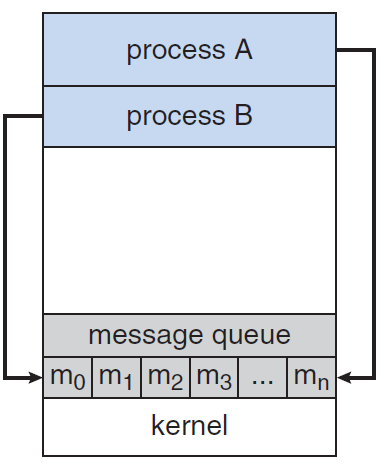 process A
process B
message queue
m0 m1 m2 m3 ... mn
kernel